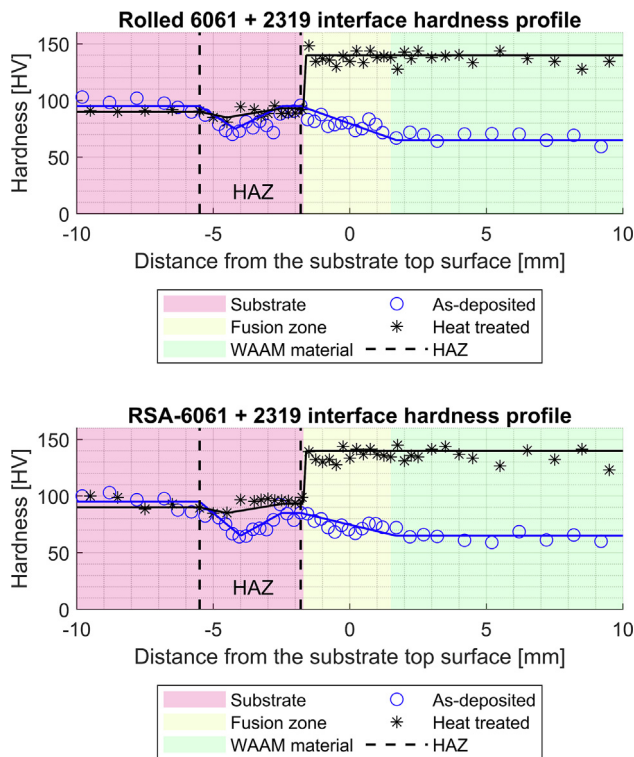 Rolled 6061 + 2319 interface hardness profile
150
100
50
0
Hardness [HV]
HAZ
-10 -5 0 5 10
Distance from the substrate top surface [mm]
Substrate As-deposited
Fusion zone Heat treated
WAAM material HAZ
RSA-6061 + 2319 interface hardness profile
150
100
50
0
Hardness [HV]
HAZ
-10 -5 0 5 10
Distance from the substrate top surface [mm]
Substrate As-deposited
Fusion zone Heat treated
WAAM material HAZ